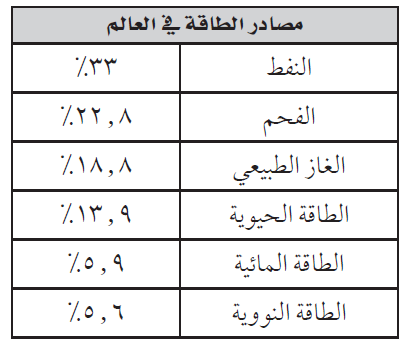 مصادر الطاقة في العالم
النفط ٣٣٪
الفحم ٢٢,٨٪
الغاز الطبيعي ١٨,٨٪
الطاقة الحيوية ١٣,٩٪
الطاقة المائية ٥,٩٪
الطاقة النووية ٥,٦٪